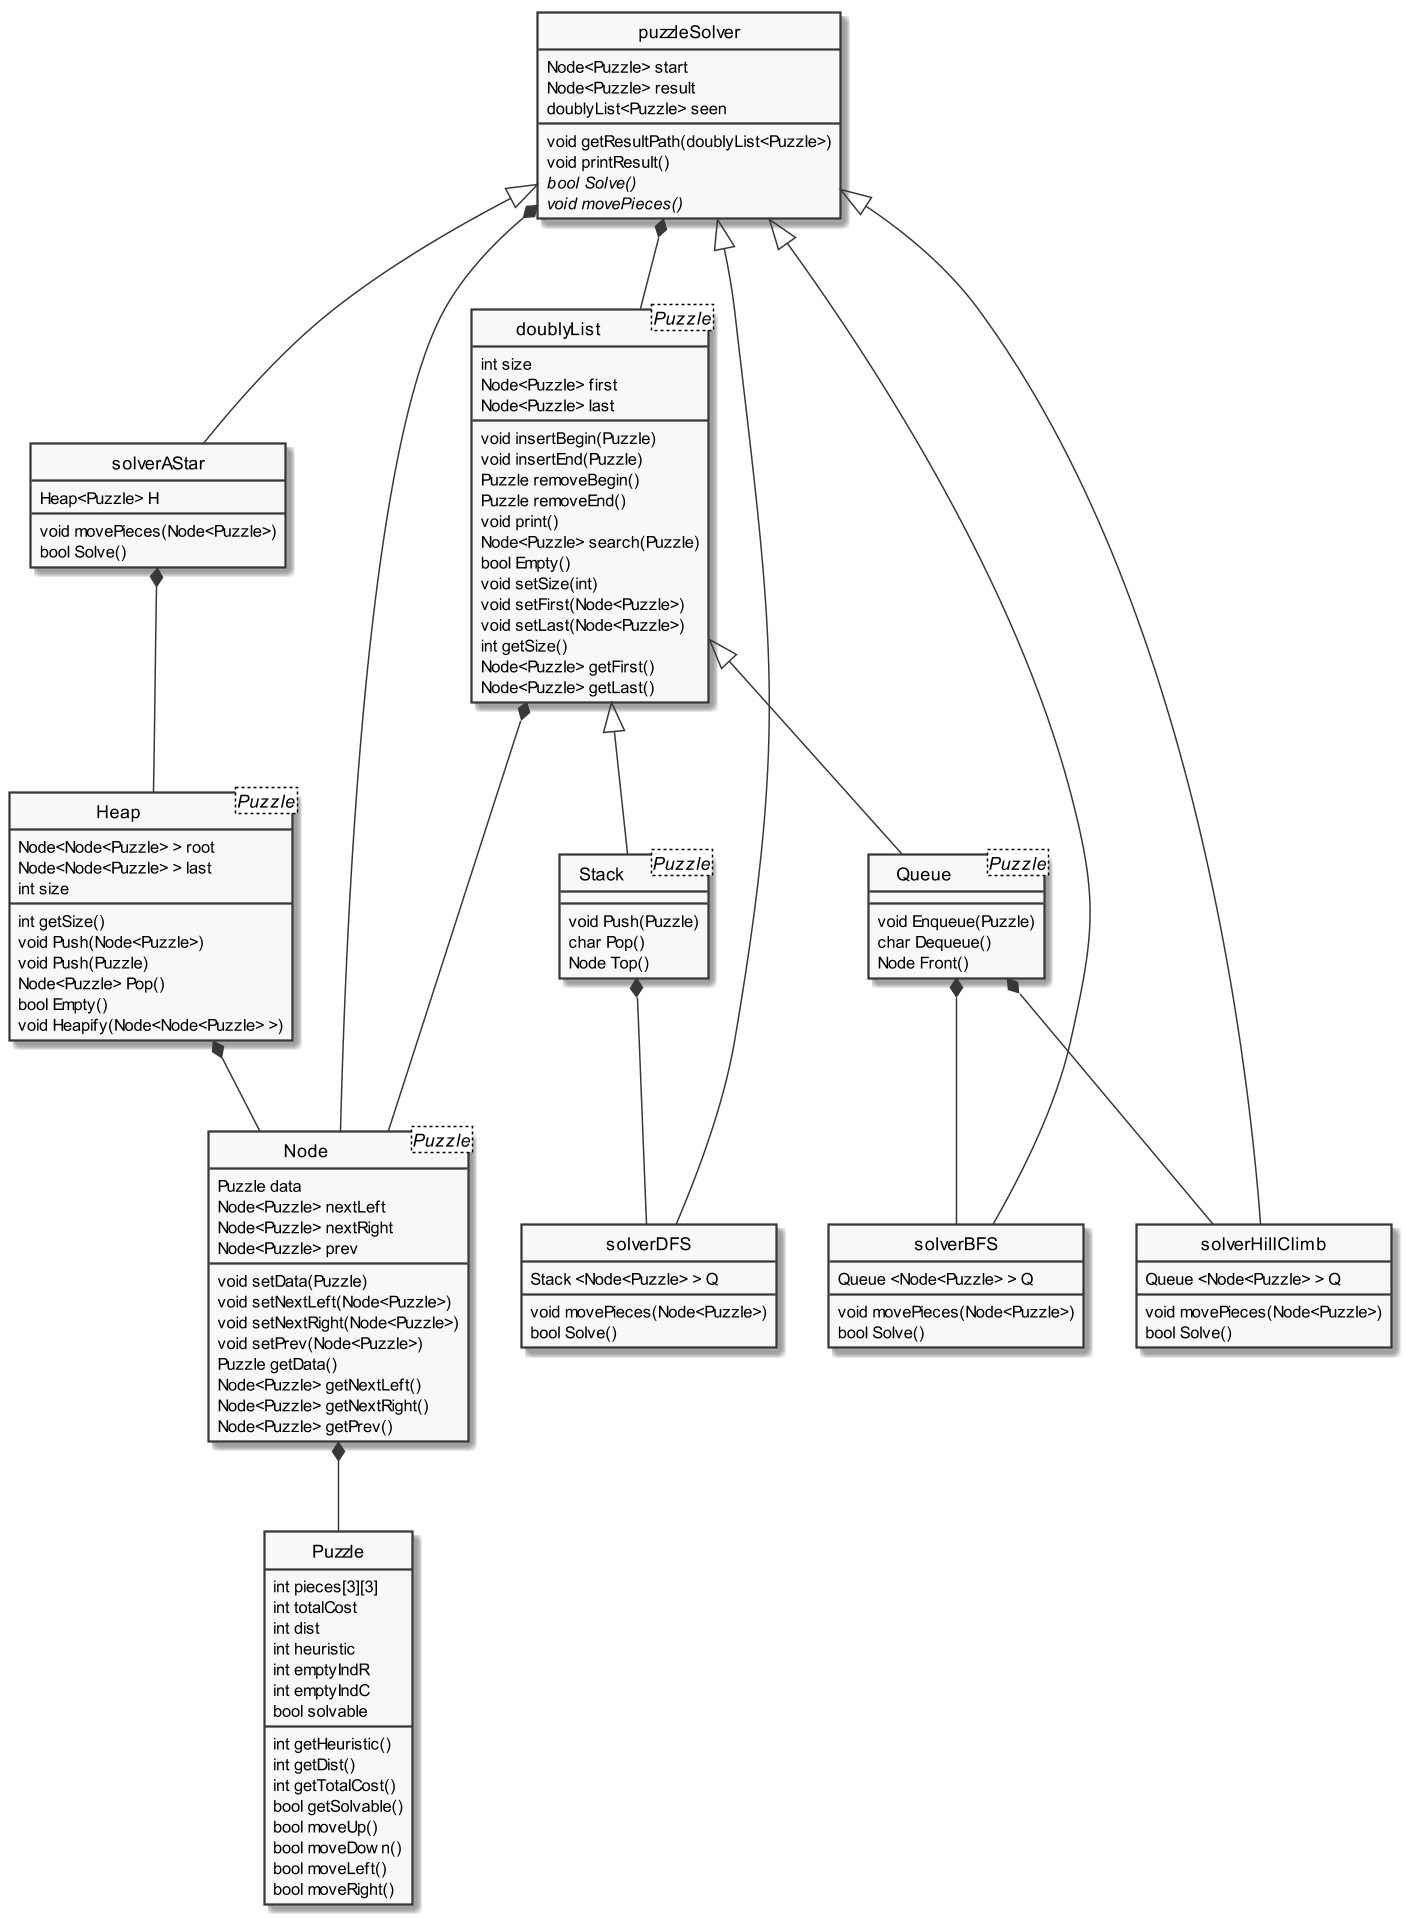 puzzleSolver
Node<Puzzle> start
Node<Puzzle> result
doublyList<Puzzle> seen
void getResultPath(doublyList<Puzzle>)
void printResult()
bool Solve()
void movePieces()
doublyList
Puzzle
int size
Node<Puzzle> first
Node<Puzzle> last
void insertBegin(Puzzle)
void insertEnd(Puzzle)
Puzzle removeBegin()
Puzzle removeEnd()
void print()
Node<Puzzle> search(Puzzle)
bool Empty()
void setSize(int)
void setFirst(Node<Puzzle>)
void setLast(Node<Puzzle>)
int getSize()
Node<Puzzle> getFirst()
Node<Puzzle> getLast()
solverAStar
Heap<Puzzle> H
void movePieces(Node<Puzzle>)
bool Solve()
Heap
Puzzle
Node<Node<Puzzle> > root
Node<Node<Puzzle> > last
int size
int getSize()
void Push(Node<Puzzle>)
void Push(Puzzle)
Node<Puzzle> Pop()
bool Empty()
void Heapify(Node<Node<Puzzle> >)
Stack
Puzzle
void Push(Puzzle)
char Pop()
Node Top()
Queue
Puzzle
void Enqueue(Puzzle)
char Dequeue()
Node Front()
Node
Puzzle
Puzzle data
Node<Puzzle> nextLeft
Node<Puzzle> nextRight
Node<Puzzle> prev
void setData(Puzzle)
void setNextLeft(Node<Puzzle>)
void setNextRight(Node<Puzzle>)
void setPrev(Node<Puzzle>)
Puzzle getData()
Node<Puzzle> getNextLeft()
Node<Puzzle> getNextRight()
Node<Puzzle> getPrev()
solverDFS
Stack <Node<Puzzle> > Q
void movePieces(Node<Puzzle>)
bool Solve()
solverBFS
Queue <Node<Puzzle> > Q
void movePieces(Node<Puzzle>)
bool Solve()
solverHillClimb
Queue <Node<Puzzle> > Q
void movePieces(Node<Puzzle>)
bool Solve()
Puzzle
int pieces[3][3]
int totalCost
int dist
int heuristic
int emptyIndR
int emptyIndC
bool solvable
int getHeuristic()
int getDist()
int getTotalCost()
bool getSolvable()
bool moveUp()
bool moveDown()
bool moveLeft()
bool moveRight()